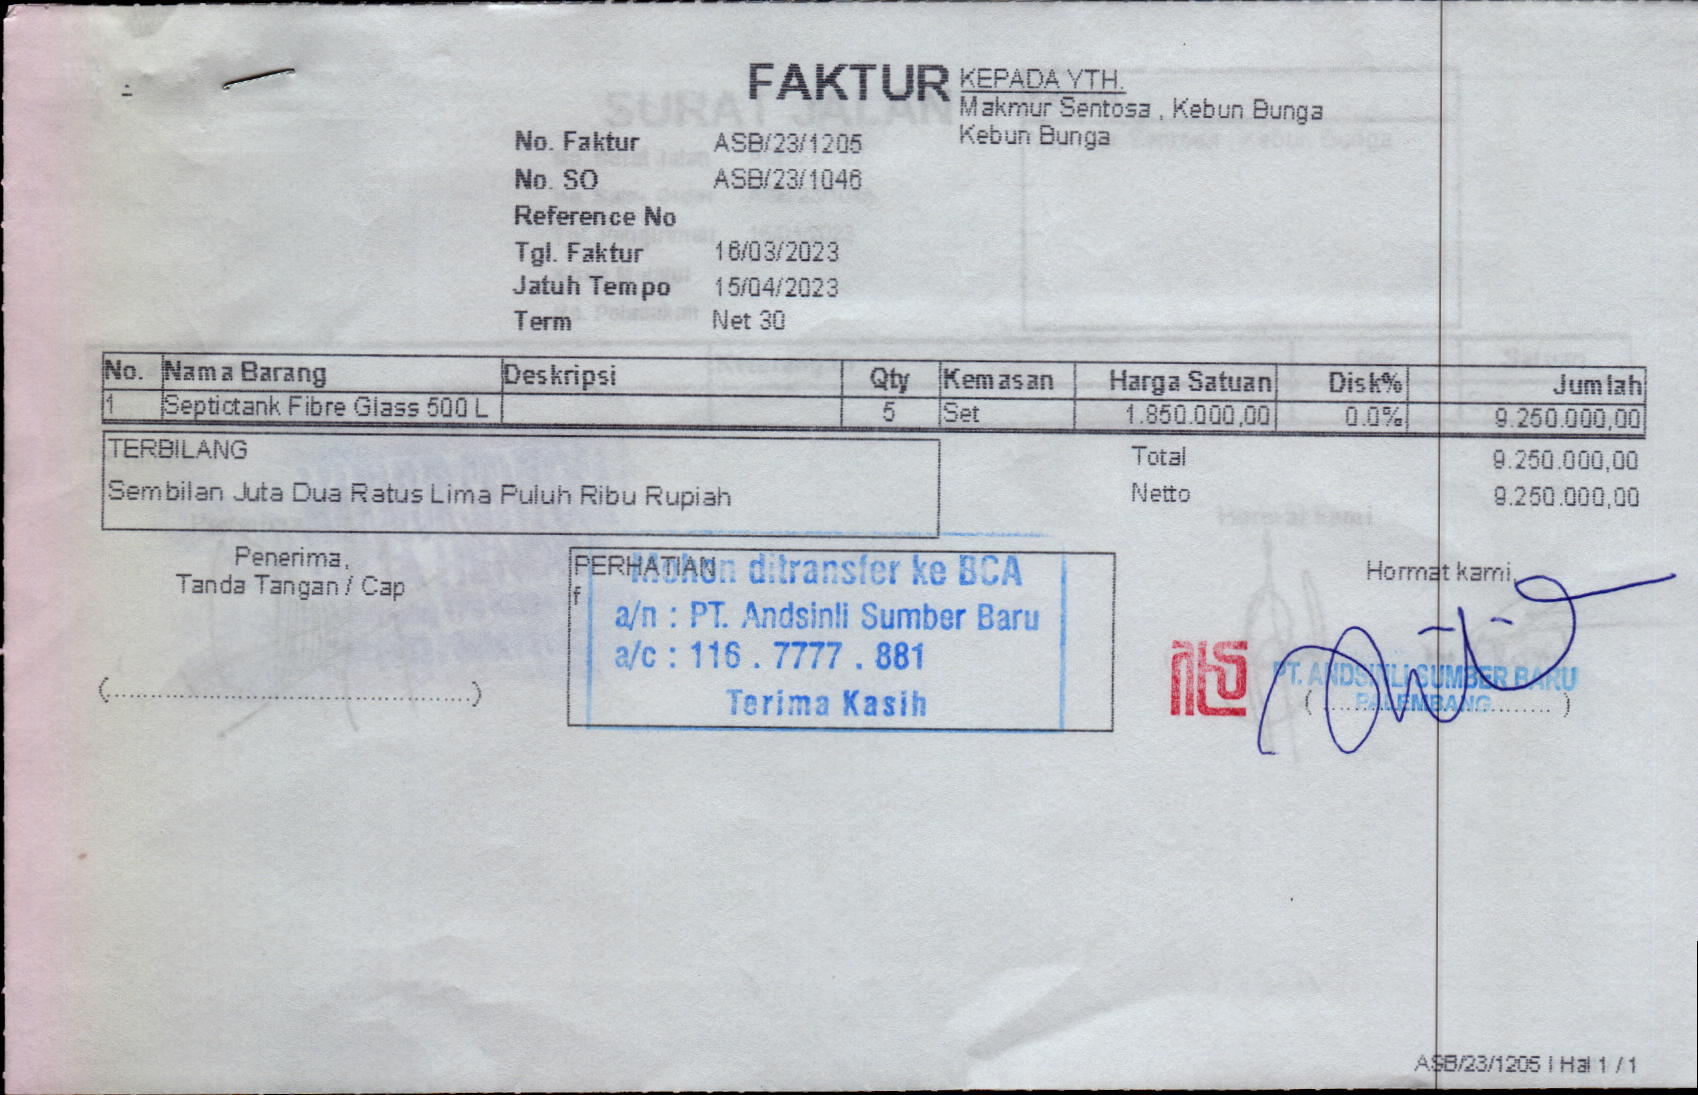 FAKTUR
KEPADA YTH.
Makmur Sentosa , Kebun Bunga
Kebun Bunga
No. Faktur ASB/23/1205
No. SO ASB/23/1046
Reference No
Tgl. Faktur 16/03/2023
Jatuh Tempo 15/04/2023
Term Net 30
No. Nama Barang Deskripsi Qty Kemasan Harga Satuan Disk% Jumlah
1 Septictank Fibre Glass 500 L 5 Set 1.850.000,00 0.0% 9.250.000,00
TERBILANG
Sembilan Juta Dua Ratus Lima Puluh Ribu Rupiah
Total 9.250.000,00
Netto 9.250.000,00
Penerima,
Tanda Tangan / Cap
(..........................................)
PERHATIAN
f
Mohon ditransfer ke BCA
a/n : PT. Andsinli Sumber Baru
a/c : 116 . 7777 . 881
Terima Kasih
Hormat kami,
PT. ANDSINLI SUMBER BARU
PALEMBANG
SURAT JALAN
ASB/23/1205 | Hal 1 / 1